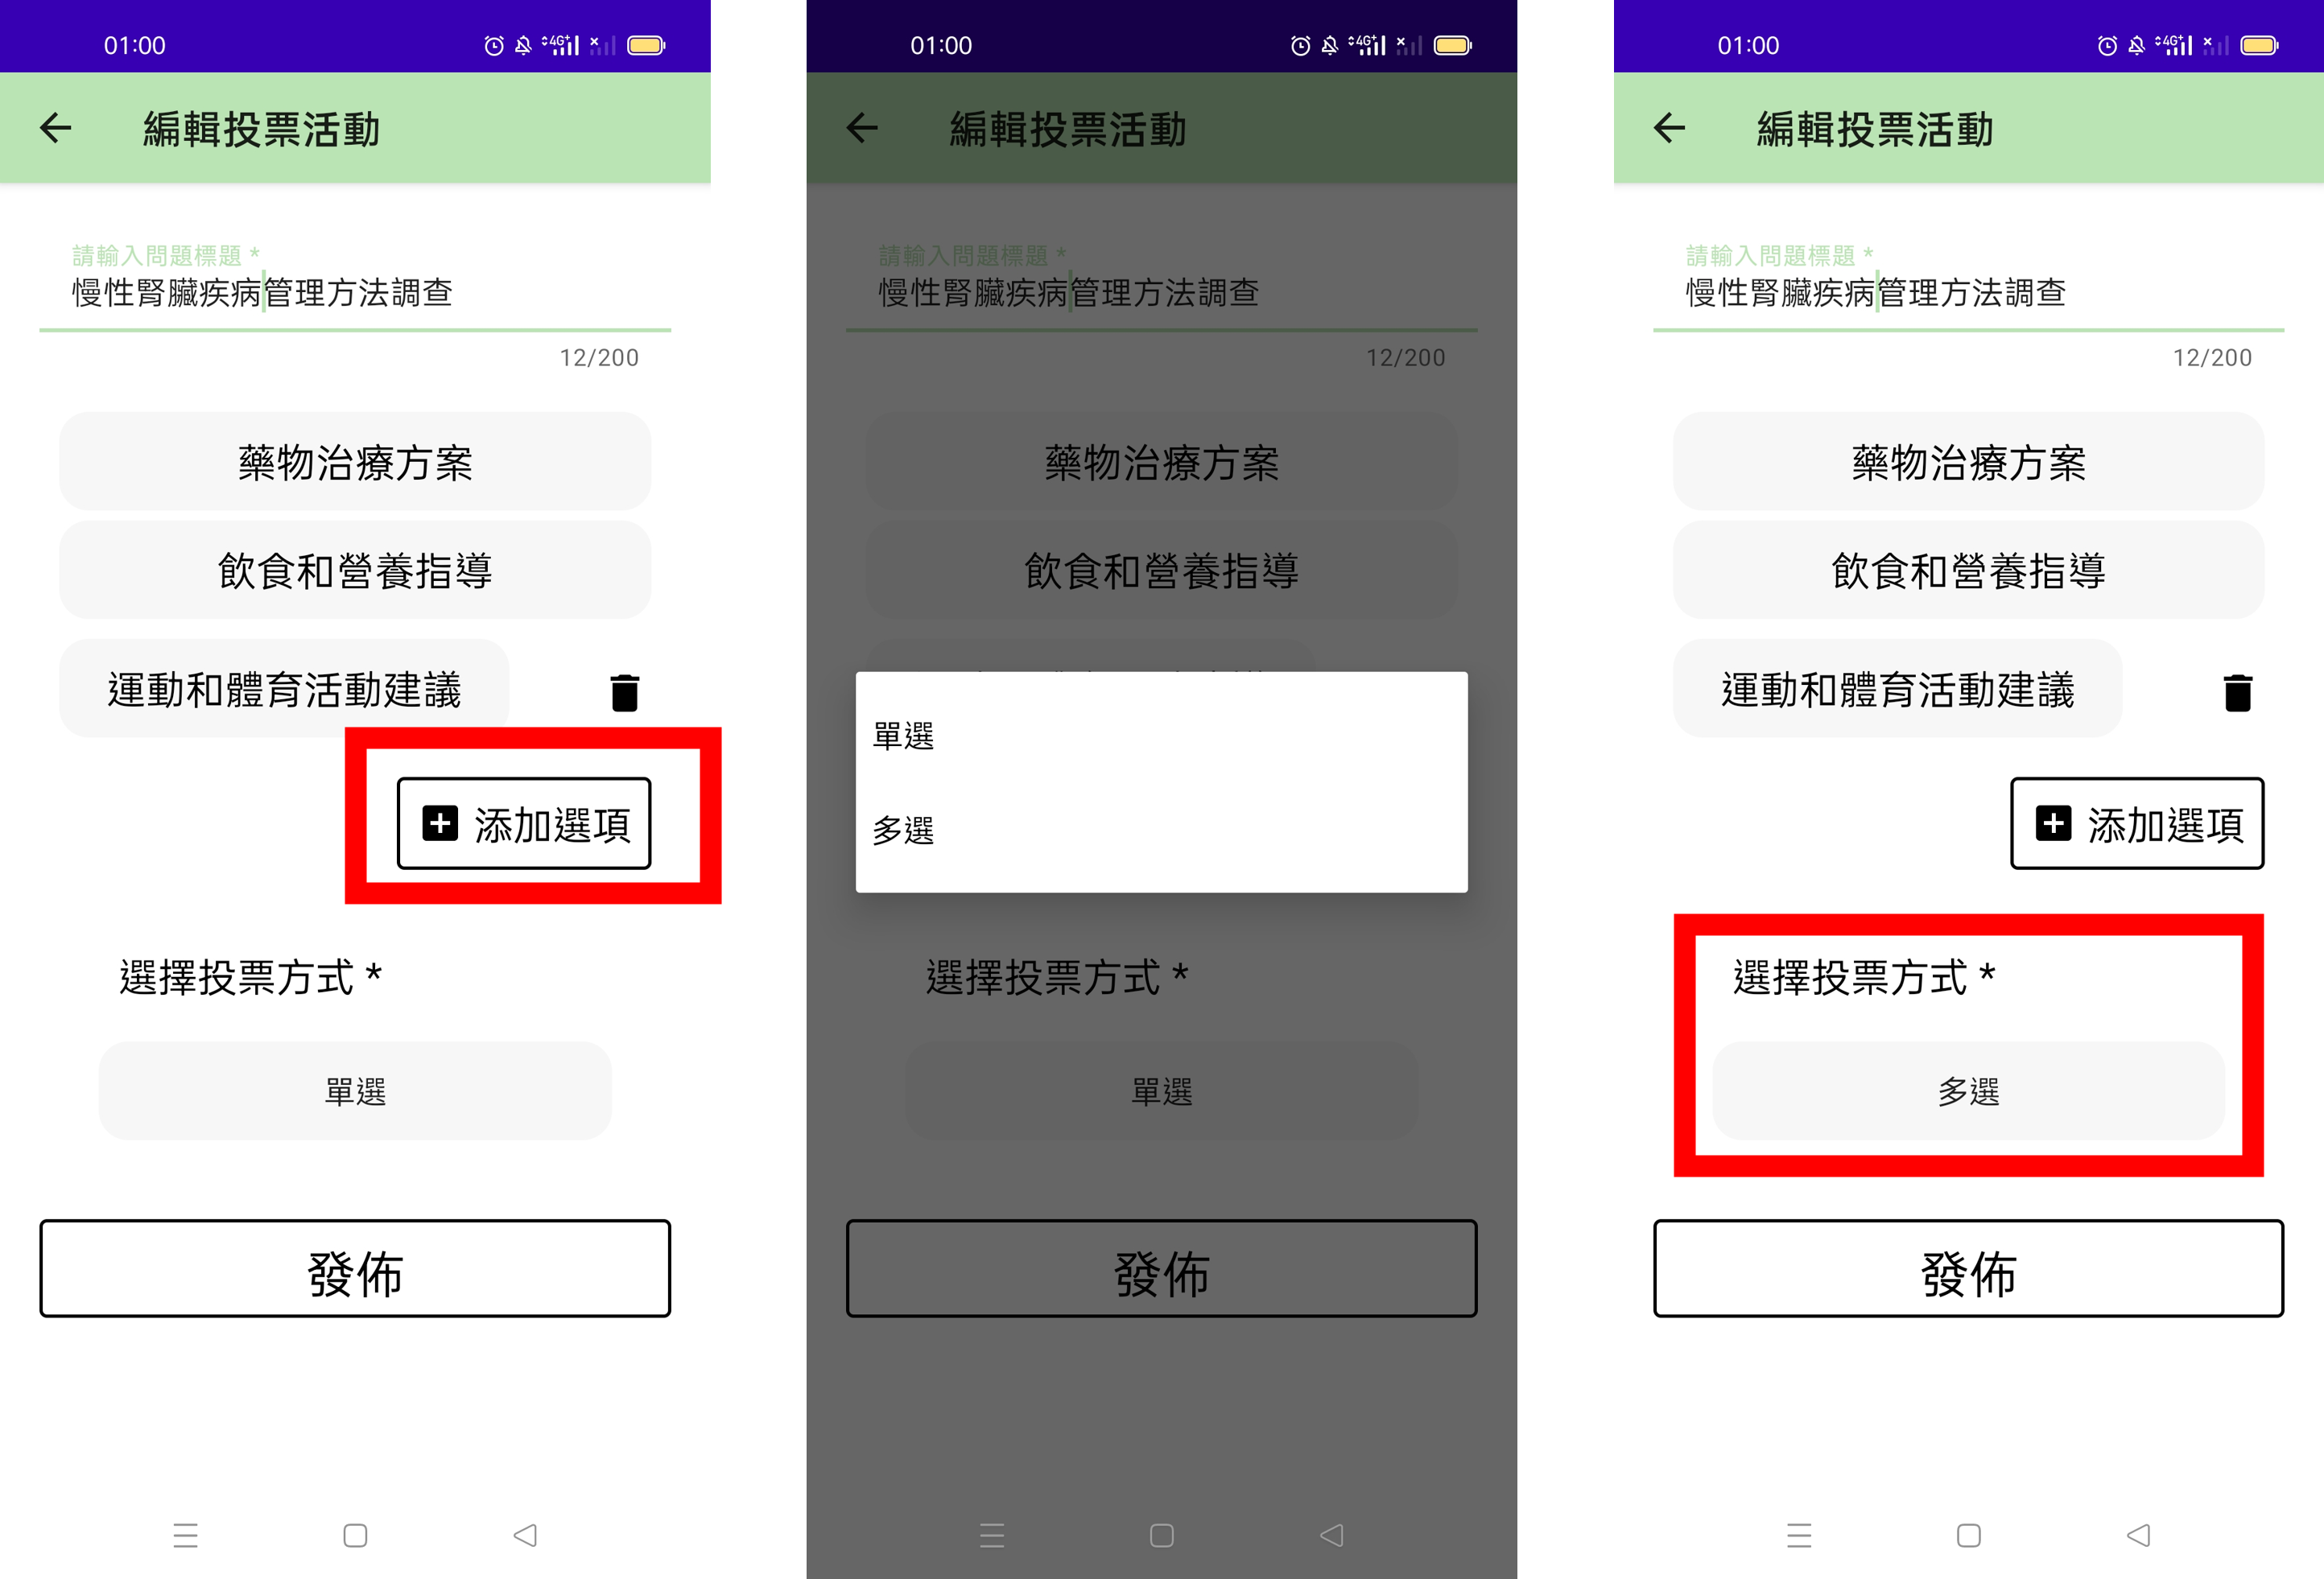 01:00
4G+
編輯投票活動
請輸入問題標題 *
慢性腎臟疾病管理方法調查
12/200
藥物治療方案
飲食和營養指導
運動和體育活動建議
添加選項
選擇投票方式 *
單選
發佈
01:00
4G+
編輯投票活動
請輸入問題標題 *
慢性腎臟疾病管理方法調查
12/200
藥物治療方案
飲食和營養指導
單選
多選
選擇投票方式 *
單選
發佈
01:00
4G+
編輯投票活動
請輸入問題標題 *
慢性腎臟疾病管理方法調查
12/200
藥物治療方案
飲食和營養指導
運動和體育活動建議
添加選項
選擇投票方式 *
多選
發佈